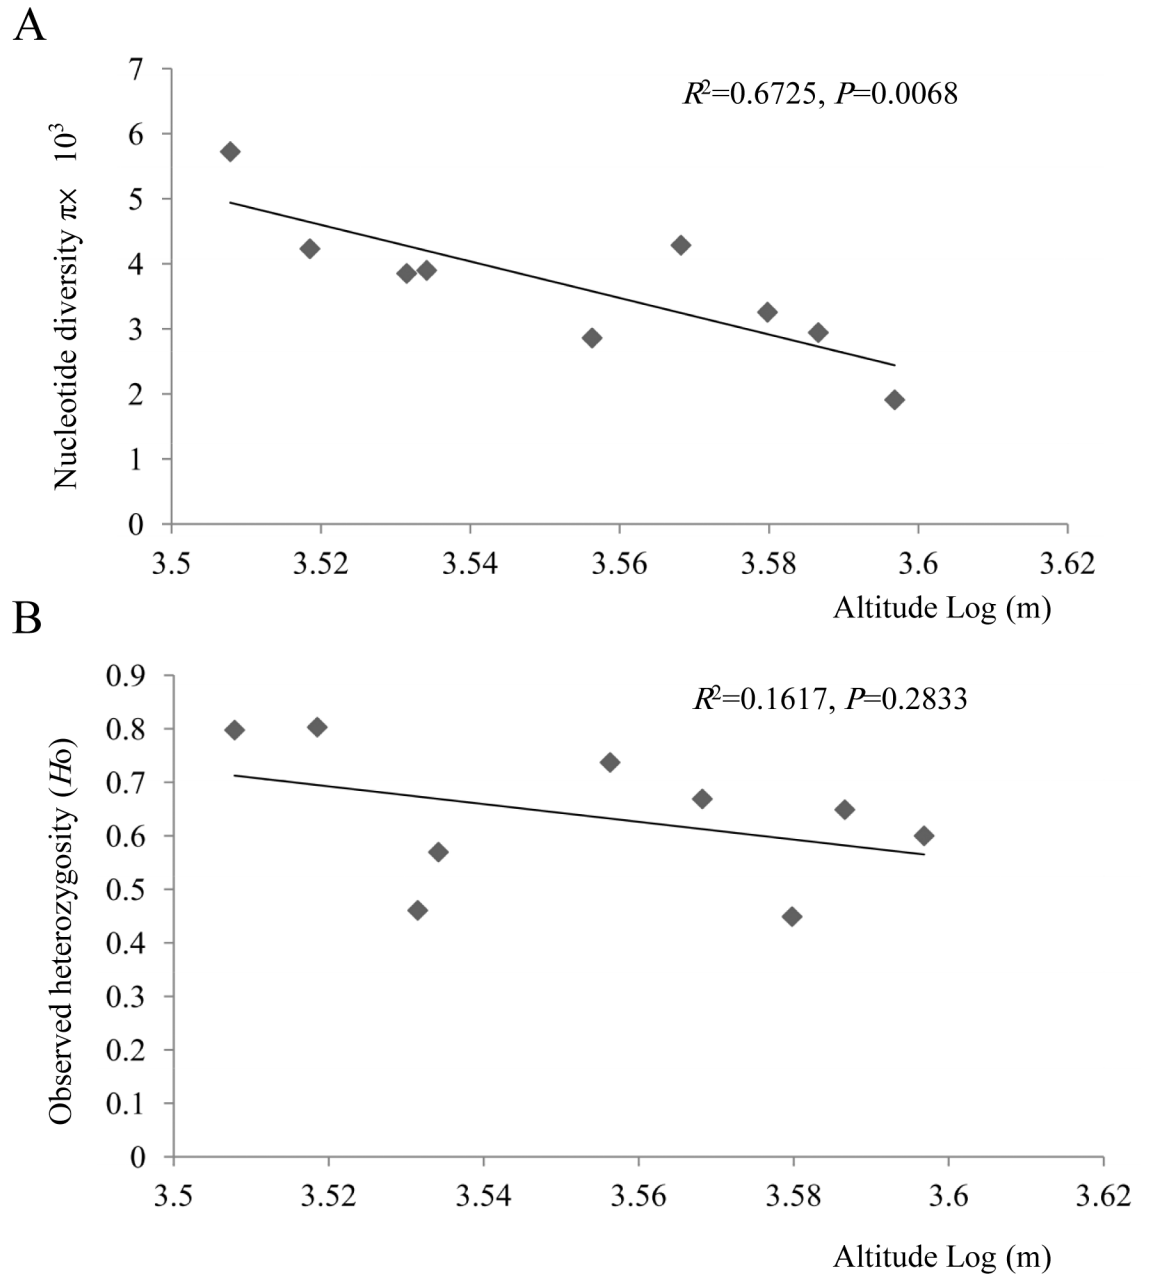 A
R²=0.6725, P=0.0068
Nucleotide diversity π× 10³
7
6
5
4
3
2
1
0
3.5 3.52 3.54 3.56 3.58 3.6 3.62
Altitude Log (m)
B
R²=0.1617, P=0.2833
Observed heterozygosity (Ho)
0.9
0.8
0.7
0.6
0.5
0.4
0.3
0.2
0.1
0
3.5 3.52 3.54 3.56 3.58 3.6 3.62
Altitude Log (m)